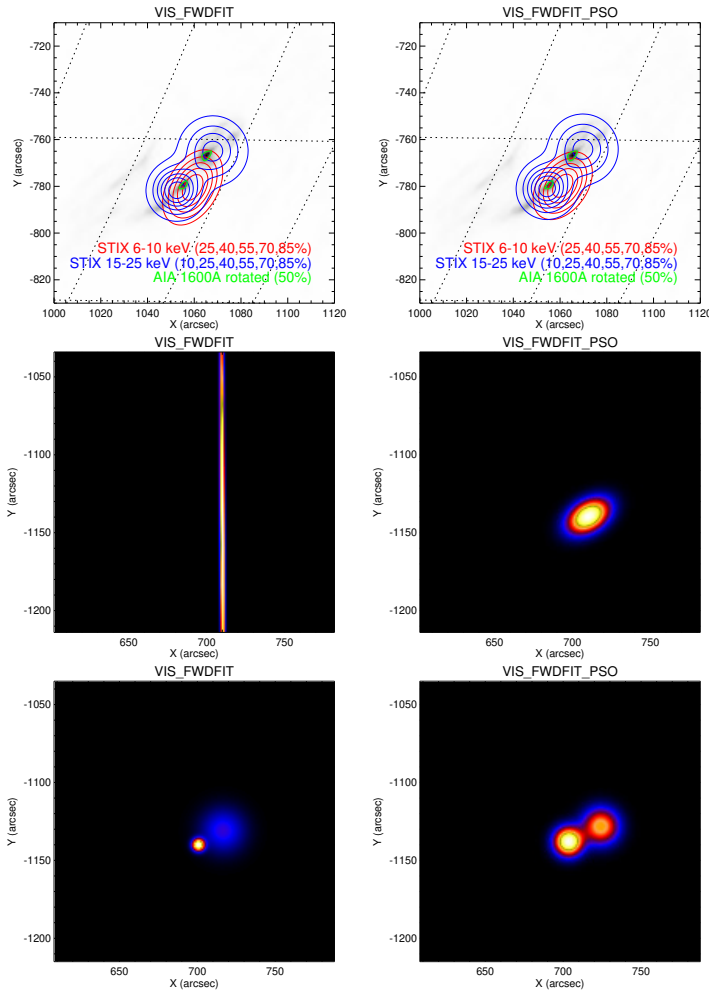 VIS_FWDFIT
VIS_FWDFIT_PSO
-720
-740
-760
-780
-800
-820
Y (arcsec)
STIX 6-10 keV (25,40,55,70,85%)
STIX 15-25 keV (10,25,40,55,70,85%)
AIA 1600A rotated (50%)
1000
1020
1040
1060
1080
1100
1120
X (arcsec)
-720
-740
-760
-780
-800
-820
Y (arcsec)
STIX 6-10 keV (25,40,55,70,85%)
STIX 15-25 keV (10,25,40,55,70,85%)
AIA 1600A rotated (50%)
1000
1020
1040
1060
1080
1100
1120
X (arcsec)
VIS_FWDFIT
VIS_FWDFIT_PSO
-1050
-1100
-1150
-1200
Y (arcsec)
650
700
750
X (arcsec)
-1050
-1100
-1150
-1200
Y (arcsec)
650
700
750
X (arcsec)
VIS_FWDFIT
VIS_FWDFIT_PSO
-1050
-1100
-1150
-1200
Y (arcsec)
650
700
750
X (arcsec)
-1050
-1100
-1150
-1200
Y (arcsec)
650
700
750
X (arcsec)